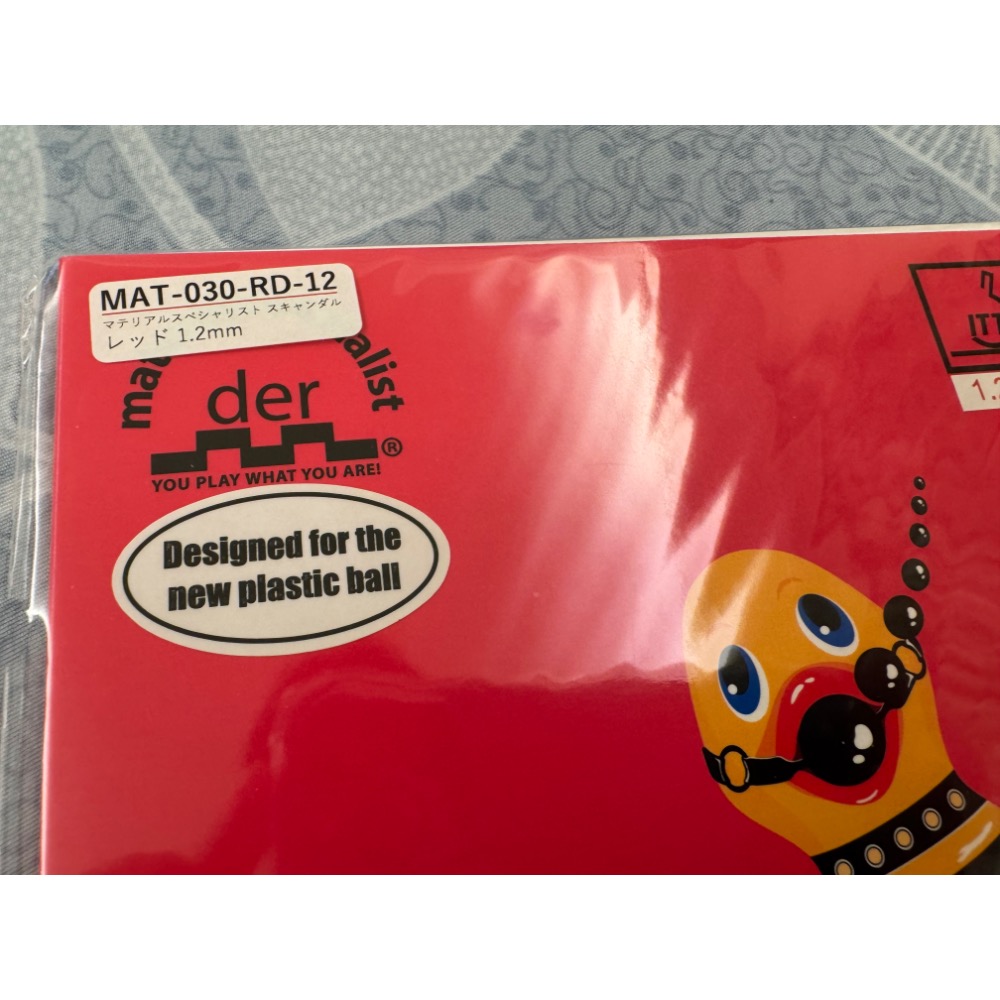 MAT-030-RD-12
マテリアルスペシャリスト スキャンダル
レッド 1.2mm
der
®
YOU PLAY WHAT YOU ARE!
Designed for the
new plastic ball